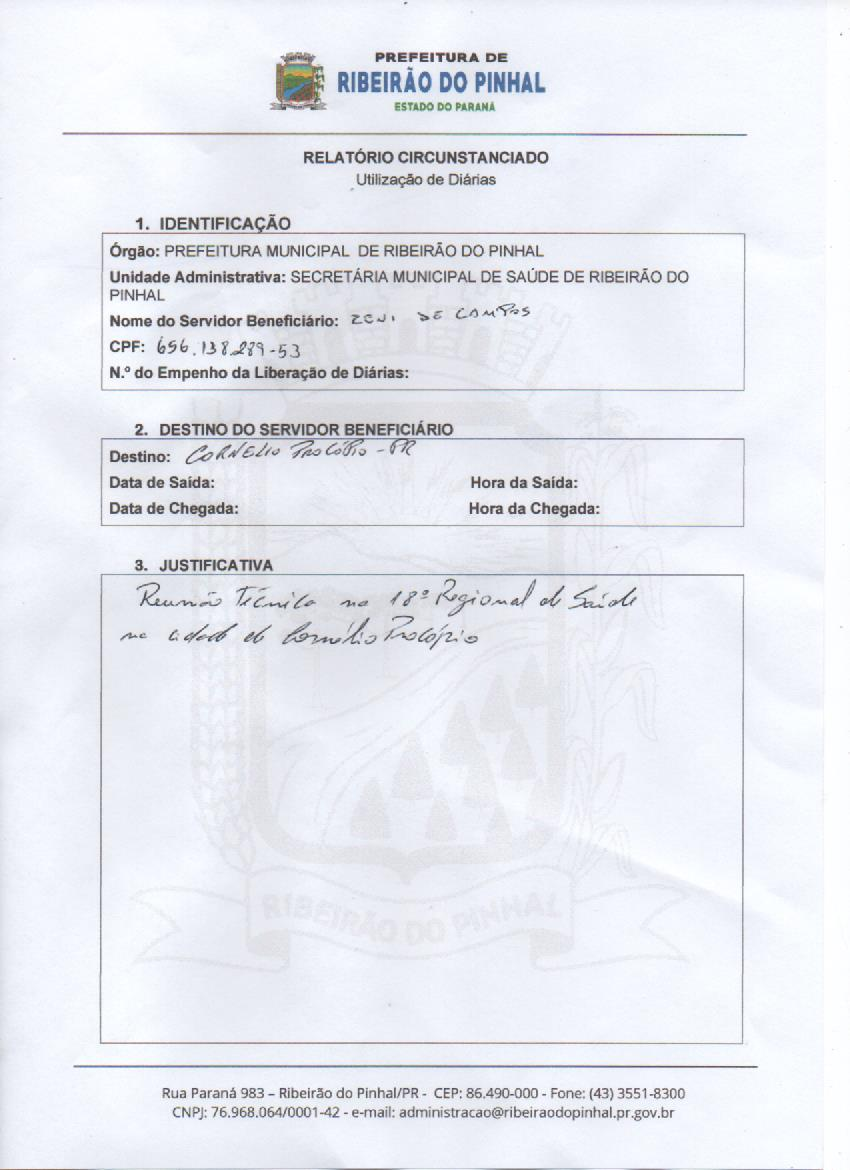 PREFEITURA DE
RIBEIRÃO DO PINHAL
ESTADO DO PARANÁ
RELATÓRIO CIRCUNSTANCIADO
Utilização de Diárias
1. IDENTIFICAÇÃO
Órgão: PREFEITURA MUNICIPAL DE RIBEIRÃO DO PINHAL
Unidade Administrativa: SECRETÁRIA MUNICIPAL DE SAÚDE DE RIBEIRÃO DO
PINHAL
Nome do Servidor Beneficiário: ZENI DE CAMPOS
CPF: 656.138.289-53
N.º do Empenho da Liberação de Diárias:
2. DESTINO DO SERVIDOR BENEFICIÁRIO
Destino: CORNELIO PROCÓPIO - PR
Data de Saída: Hora da Saída:
Data de Chegada: Hora da Chegada:
3. JUSTIFICATIVA
Reunião Técnica na 18ª Regional de Saúde
na cidade de Cornélio Procópio
RIBEIRÃO DO PINHAL
Rua Paraná 983 – Ribeirão do Pinhal/PR - CEP: 86.490-000 - Fone: (43) 3551-8300
CNPJ: 76.968.064/0001-42 - e-mail: administracao@ribeiraodopinhal.pr.gov.br